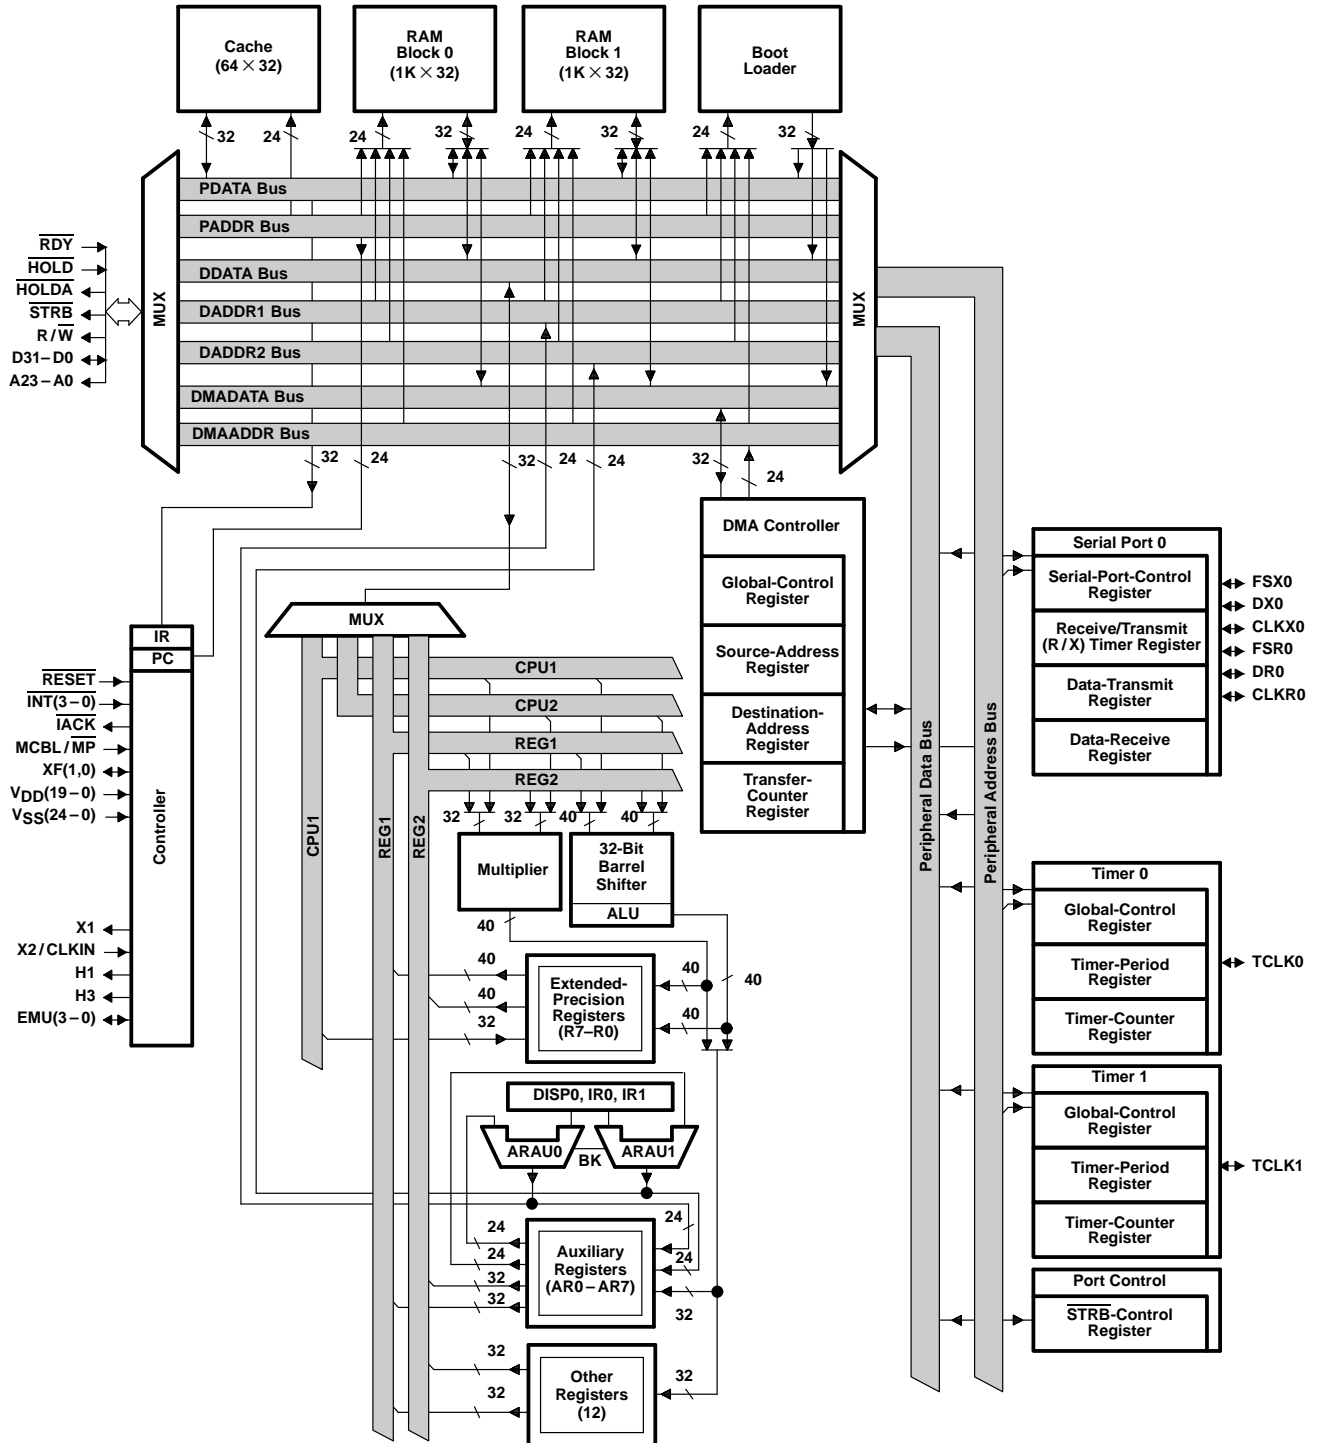 Cache
(64 × 32)
RAM
Block 0
(1K × 32)
RAM
Block 1
(1K × 32)
Boot
Loader
32
24
24
32
24
32
24
32
PDATA Bus
PADDR Bus
DDATA Bus
DADDR1 Bus
DADDR2 Bus
DMADATA Bus
DMAADDR Bus
MUX
MUX
RDY
HOLD
HOLDA
STRB
R/W
D31–D0
A23–A0
32
24
32
24
24
32
24
DMA Controller
Global-Control
Register
Source-Address
Register
Destination-
Address
Register
Transfer-
Counter
Register
Peripheral Data Bus
Peripheral Address Bus
Serial Port 0
Serial-Port-Control
Register
Receive/Transmit
(R/X) Timer Register
Data-Transmit
Register
Data-Receive
Register
FSX0
DX0
CLKX0
FSR0
DR0
CLKR0
Timer 0
Global-Control
Register
Timer-Period
Register
Timer-Counter
Register
TCLK0
Timer 1
Global-Control
Register
Timer-Period
Register
Timer-Counter
Register
TCLK1
Port Control
STRB-Control
Register
IR
PC
Controller
RESET
INT(3–0)
IACK
MCBL/MP
XF(1,0)
VDD(19–0)
VSS(24–0)
X1
X2/CLKIN
H1
H3
EMU(3–0)
MUX
CPU1
CPU2
REG1
REG2
CPU1
REG1
REG2
32
32
40
40
Multiplier
32-Bit
Barrel
Shifter
ALU
40
40
40
40
32
40
40
Extended-
Precision
Registers
(R7–R0)
DISP0, IR0, IR1
ARAU0
BK
ARAU1
24
24
32
32
24
24
32
Auxiliary
Registers
(AR0–AR7)
32
32
32
Other
Registers
(12)